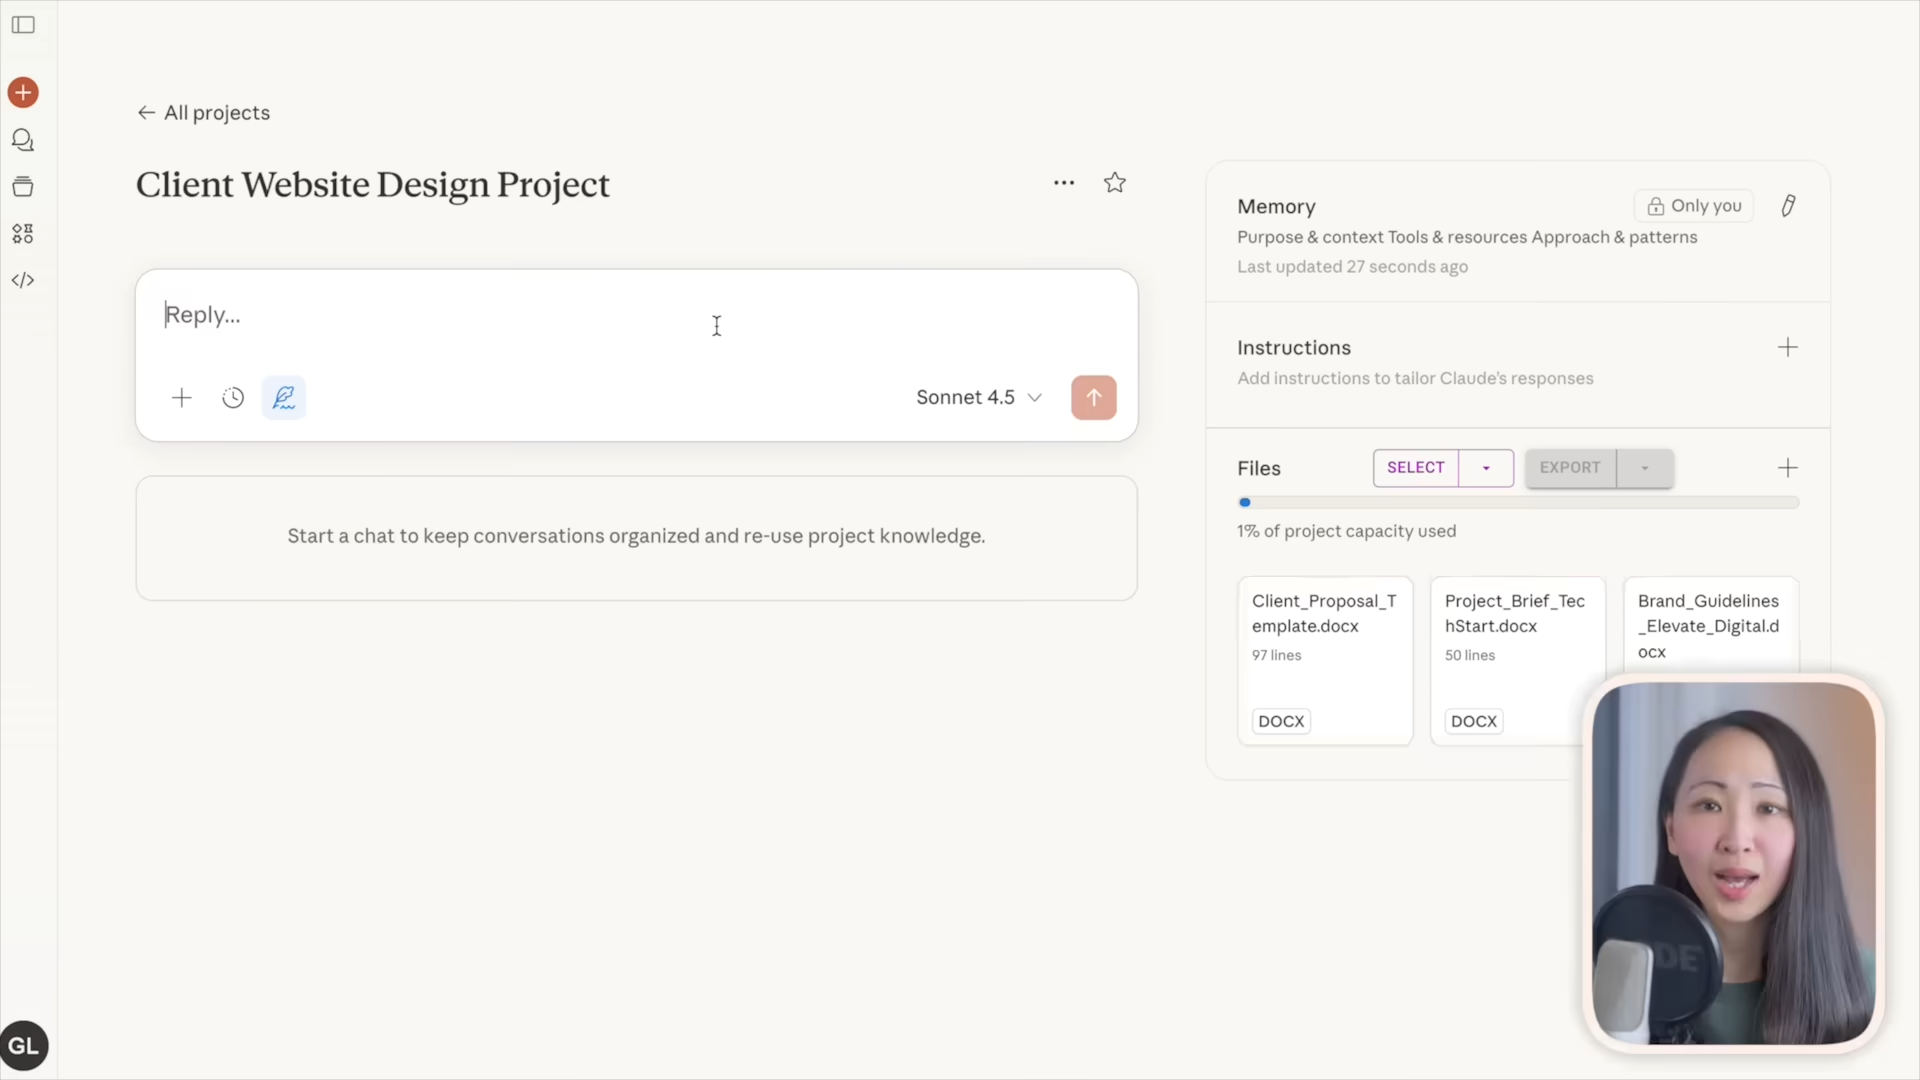 All projects
Client Website Design Project
Reply...
Sonnet 4.5
Start a chat to keep conversations organized and re-use project knowledge.
Memory
Only you
Purpose & context Tools & resources Approach & patterns
Last updated 27 seconds ago
Instructions
Add instructions to tailor Claude's responses
Files
SELECT
EXPORT
1% of project capacity used
Client_Proposal_T
emplate.docx
97 lines
DOCX
Project_Brief_Tec
hStart.docx
50 lines
DOCX
Brand_Guidelines
_Elevate_Digital.d
ocx
GL